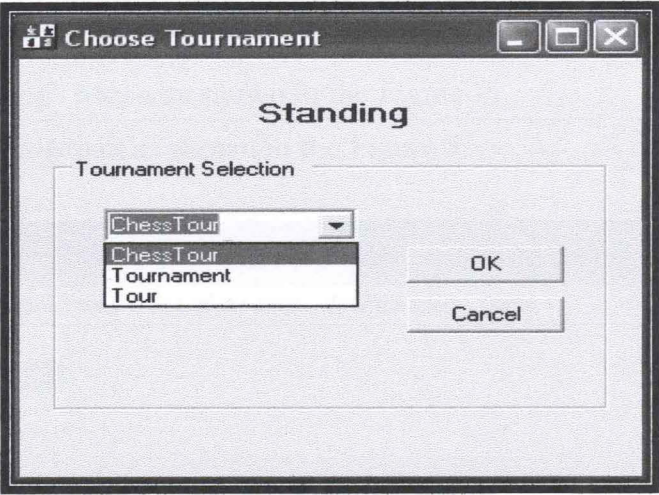 Choose Tournament
Standing
Tournament Selection
ChessTour
ChessTour
Tournament
Tour
OK
Cancel